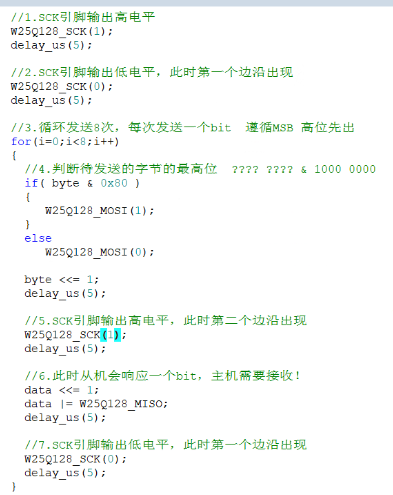 //1.SCK引脚输出高电平
W25Q128_SCK(1);
delay_us(5);
//2.SCK引脚输出低电平，此时第一个边沿出现
W25Q128_SCK(0);
delay_us(5);
//3.循环发送8次，每次发送一个bit  遵循MSB 高位先出
for(i=0;i<8;i++)
{
//4.判断待发送的字节的最高位  ???? ???? & 1000 0000
if( byte & 0x80 )
{
W25Q128_MOSI(1);
}
else
W25Q128_MOSI(0);
byte <<= 1;
delay_us(5);
//5.SCK引脚输出高电平，此时第二个边沿出现
W25Q128_SCK(1);
delay_us(5);
//6.此时从机会响应一个bit，主机需要接收！
data <<= 1;
data |= W25Q128_MISO;
delay_us(5);
//7.SCK引脚输出低电平，此时第一个边沿出现
W25Q128_SCK(0);
delay_us(5);
}